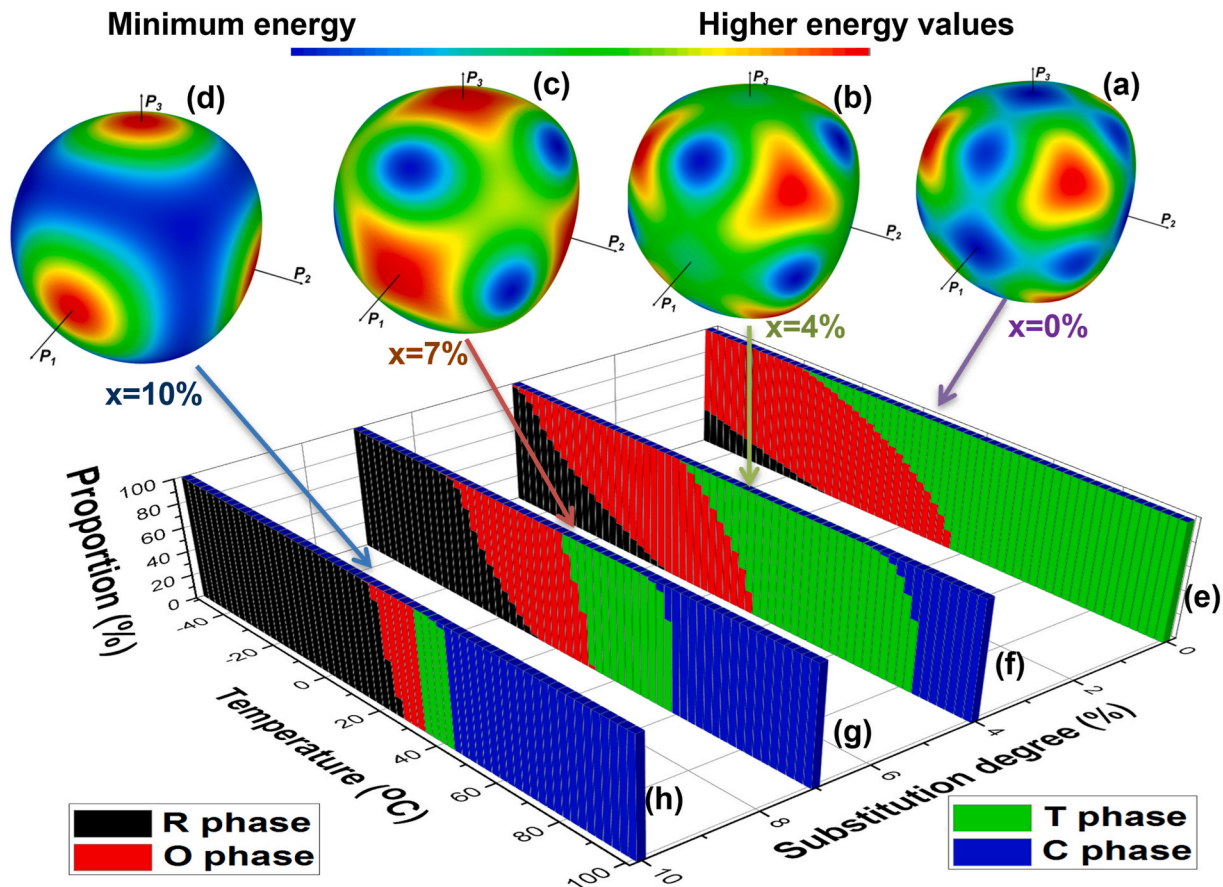 Minimum energy
Higher energy values
(d)
(c)
(b)
(a)
P3
P3
P3
P3
P2
P2
P2
P2
P1
P1
P1
P1
x=10%
x=7%
x=4%
x=0%
Proportion (%)
100
80
60
40
20
0
-40
-20
0
20
40
60
80
100
Temperature (ºC)
(e)
(f)
(g)
(h)
0
2
4
6
8
10
Substitution degree (%)
R phase
O phase
T phase
C phase